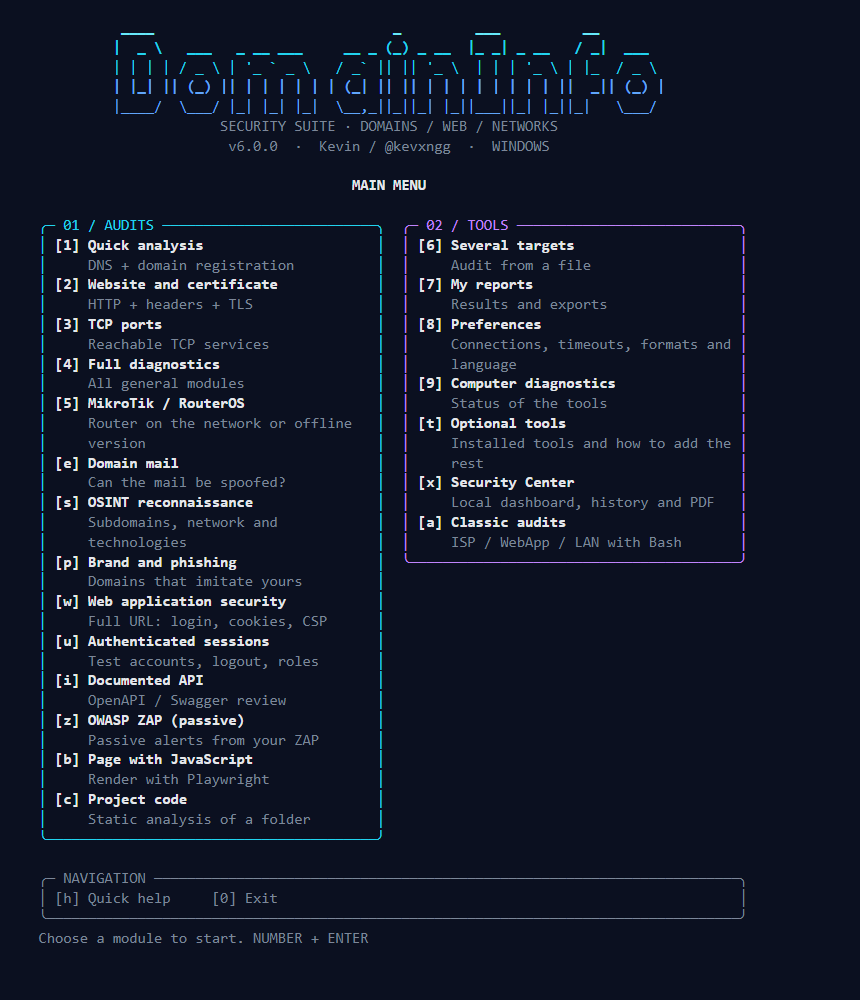 DomainInfo
SECURITY SUITE · DOMAINS / WEB / NETWORKS
v6.0.0 · Kevin / @kevxngg · WINDOWS
MAIN MENU
01 / AUDITS
[1] Quick analysis
DNS + domain registration
[2] Website and certificate
HTTP + headers + TLS
[3] TCP ports
Reachable TCP services
[4] Full diagnostics
All general modules
[5] MikroTik / RouterOS
Router on the network or offline
version
[e] Domain mail
Can the mail be spoofed?
[s] OSINT reconnaissance
Subdomains, network and
technologies
[p] Brand and phishing
Domains that imitate yours
[w] Web application security
Full URL: login, cookies, CSP
[u] Authenticated sessions
Test accounts, logout, roles
[i] Documented API
OpenAPI / Swagger review
[z] OWASP ZAP (passive)
Passive alerts from your ZAP
[b] Page with JavaScript
Render with Playwright
[c] Project code
Static analysis of a folder
02 / TOOLS
[6] Several targets
Audit from a file
[7] My reports
Results and exports
[8] Preferences
Connections, timeouts, formats and
language
[9] Computer diagnostics
Status of the tools
[t] Optional tools
Installed tools and how to add the
rest
[x] Security Center
Local dashboard, history and PDF
[a] Classic audits
ISP / WebApp / LAN with Bash
NAVIGATION
[h] Quick help [0] Exit
Choose a module to start. NUMBER + ENTER